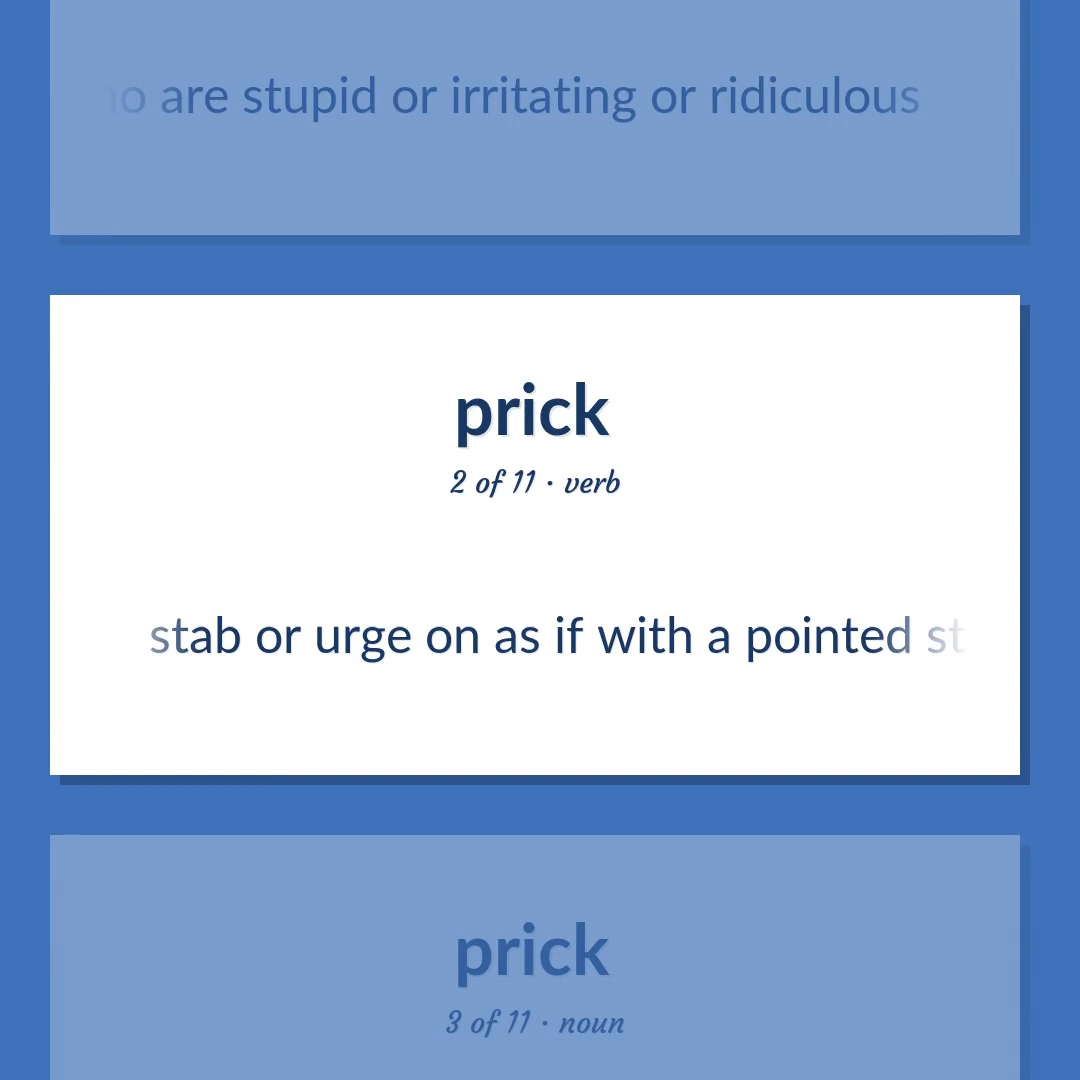 are stupid or irritating or ridiculous
prick
2 of 11 · verb
stab or urge on as if with a pointed
prick
3 of 11 · noun